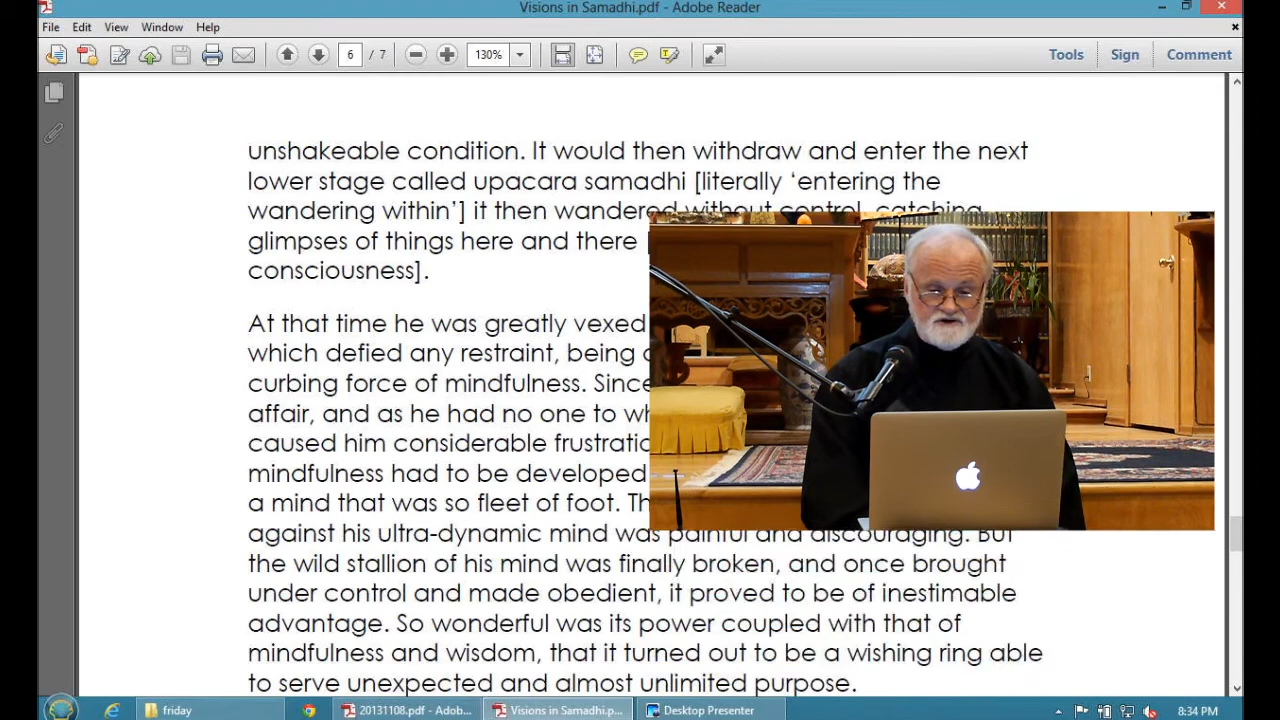 Visions in Samadhi.pdf - Adobe Reader
File Edit View Window Help
6 / 7 130% Tools Sign Comment
unshakeable condition. It would then withdraw and enter the next
lower stage called upacara samadhi [literally ‘entering the
wandering within’] it then wandered without control, catching
glimpses of things here and there
consciousness].
At that time he was greatly vexed
which defied any restraint, being
curbing force of mindfulness. Since
affair, and as he had no one to
caused him considerable
mindfulness had to be developed
a mind that was so fleet of foot.
against his ultra-dynamic mind was painful and discouraging. But
the wild stallion of his mind was finally broken, and once brought
under control and made obedient, it proved to be of inestimable
advantage. So wonderful was its power coupled with that of
mindfulness and wisdom, that it turned out to be a wishing ring able
to serve unexpected and almost unlimited purpose.
friday 20131108.pdf - Adob... Visions in Samadhi.p... Desktop Presenter 8:34 PM